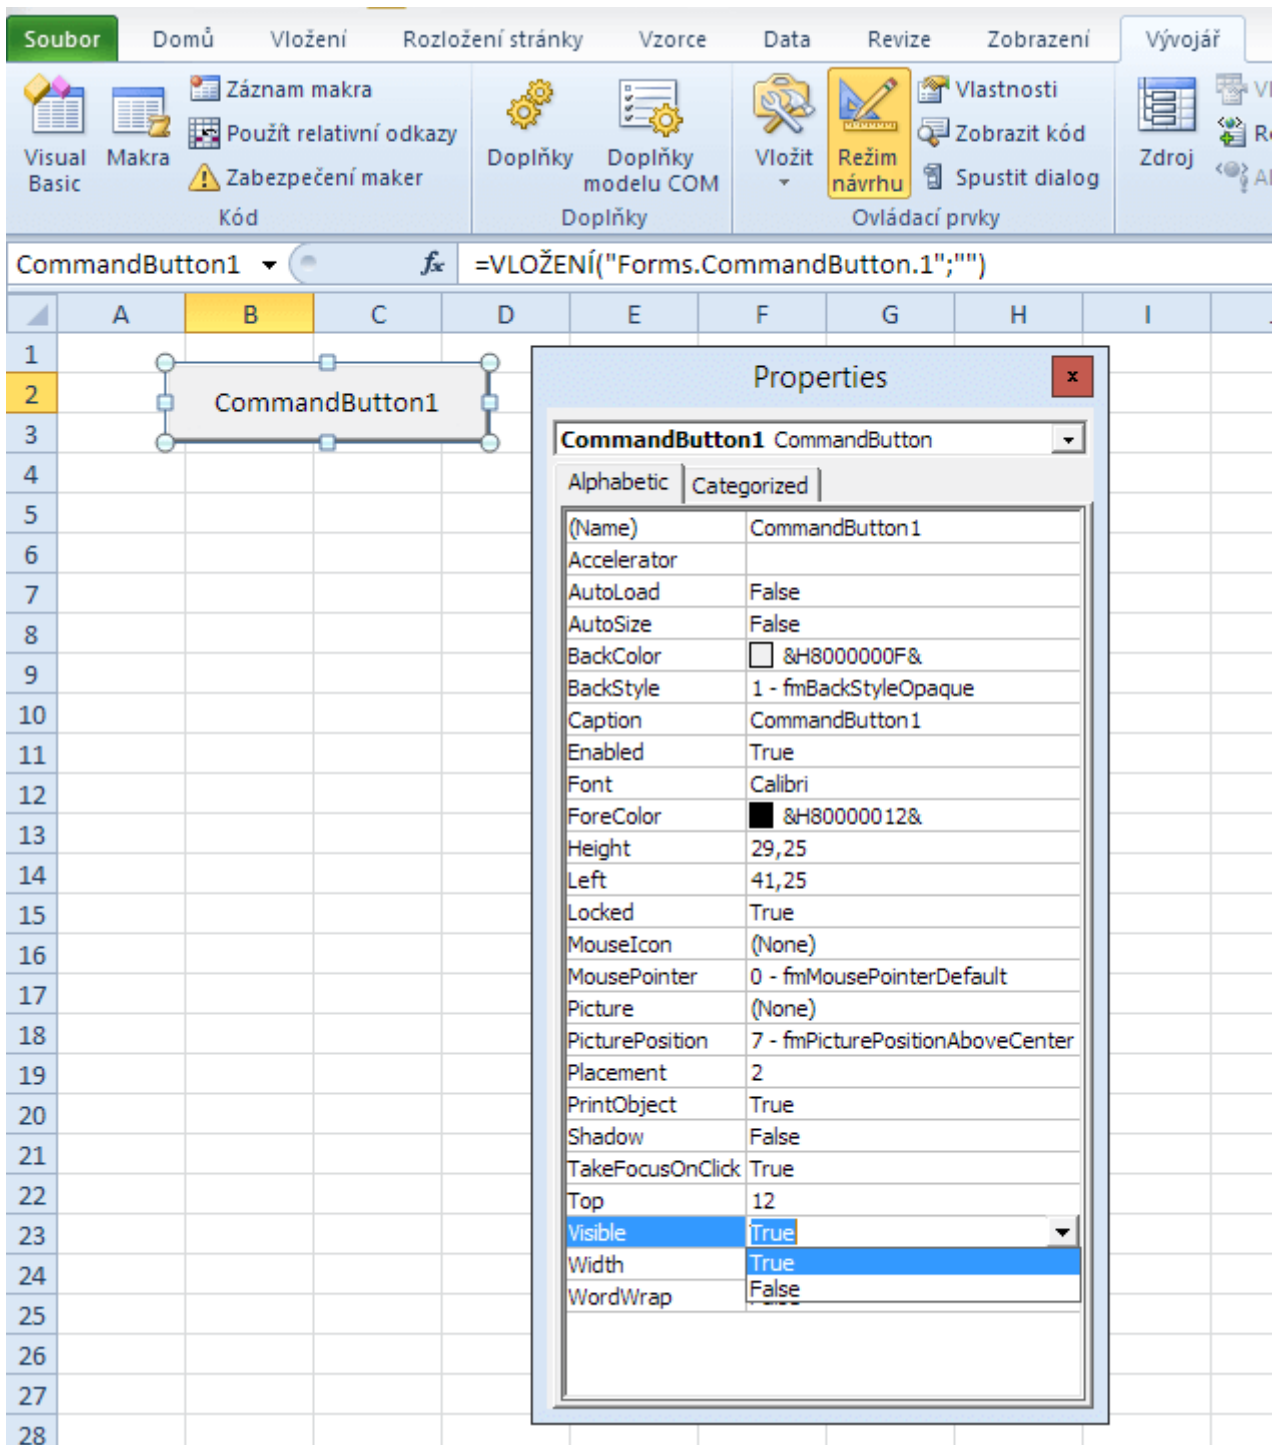 Soubor Domů Vložení Rozložení stránky Vzorce Data Revize Zobrazení Vývojář
Visual Basic
Makra
Záznam makra
Použít relativní odkazy
Zabezpečení maker
Kód
Doplňky
Doplňky modelu COM
Doplňky
Vložit
Režim návrhu
Vlastnosti
Zobrazit kód
Spustit dialog
Ovládací prvky
Zdroj
CommandButton1 fx =VLOŽENÍ("Forms.CommandButton.1";"")
A B C D E F G H I
1
2
3
4
5
6
7
8
9
10
11
12
13
14
15
16
17
18
19
20
21
22
23
24
25
26
27
28
CommandButton1
Properties x
CommandButton1 CommandButton
Alphabetic Categorized
(Name) CommandButton1
Accelerator
AutoLoad False
AutoSize False
BackColor &H8000000F&
BackStyle 1 - fmBackStyleOpaque
Caption CommandButton1
Enabled True
Font Calibri
ForeColor &H80000012&
Height 29,25
Left 41,25
Locked True
MouseIcon (None)
MousePointer 0 - fmMousePointerDefault
Picture (None)
PicturePosition 7 - fmPicturePositionAboveCenter
Placement 2
PrintObject True
Shadow False
TakeFocusOnClick True
Top 12
Visible True
Width True
False
WordWrap